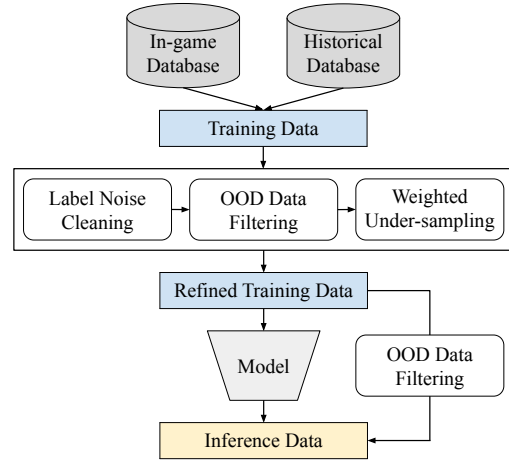 In-game
Database
Historical
Database
Training Data
Label Noise
Cleaning
OOD Data
Filtering
Weighted
Under-sampling
Refined Training Data
Model
OOD Data
Filtering
Inference Data